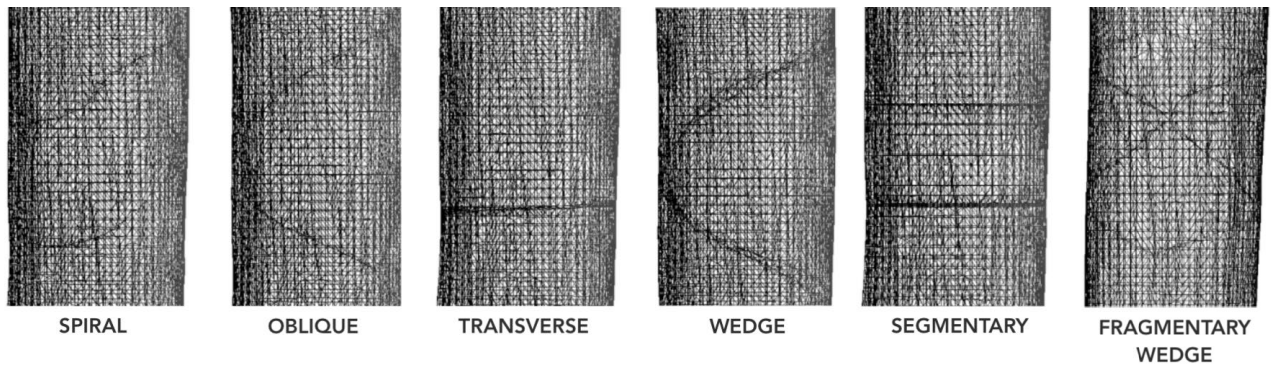 SPIRAL
OBLIQUE
TRANSVERSE
WEDGE
SEGMENTARY
FRAGMENTARY
WEDGE